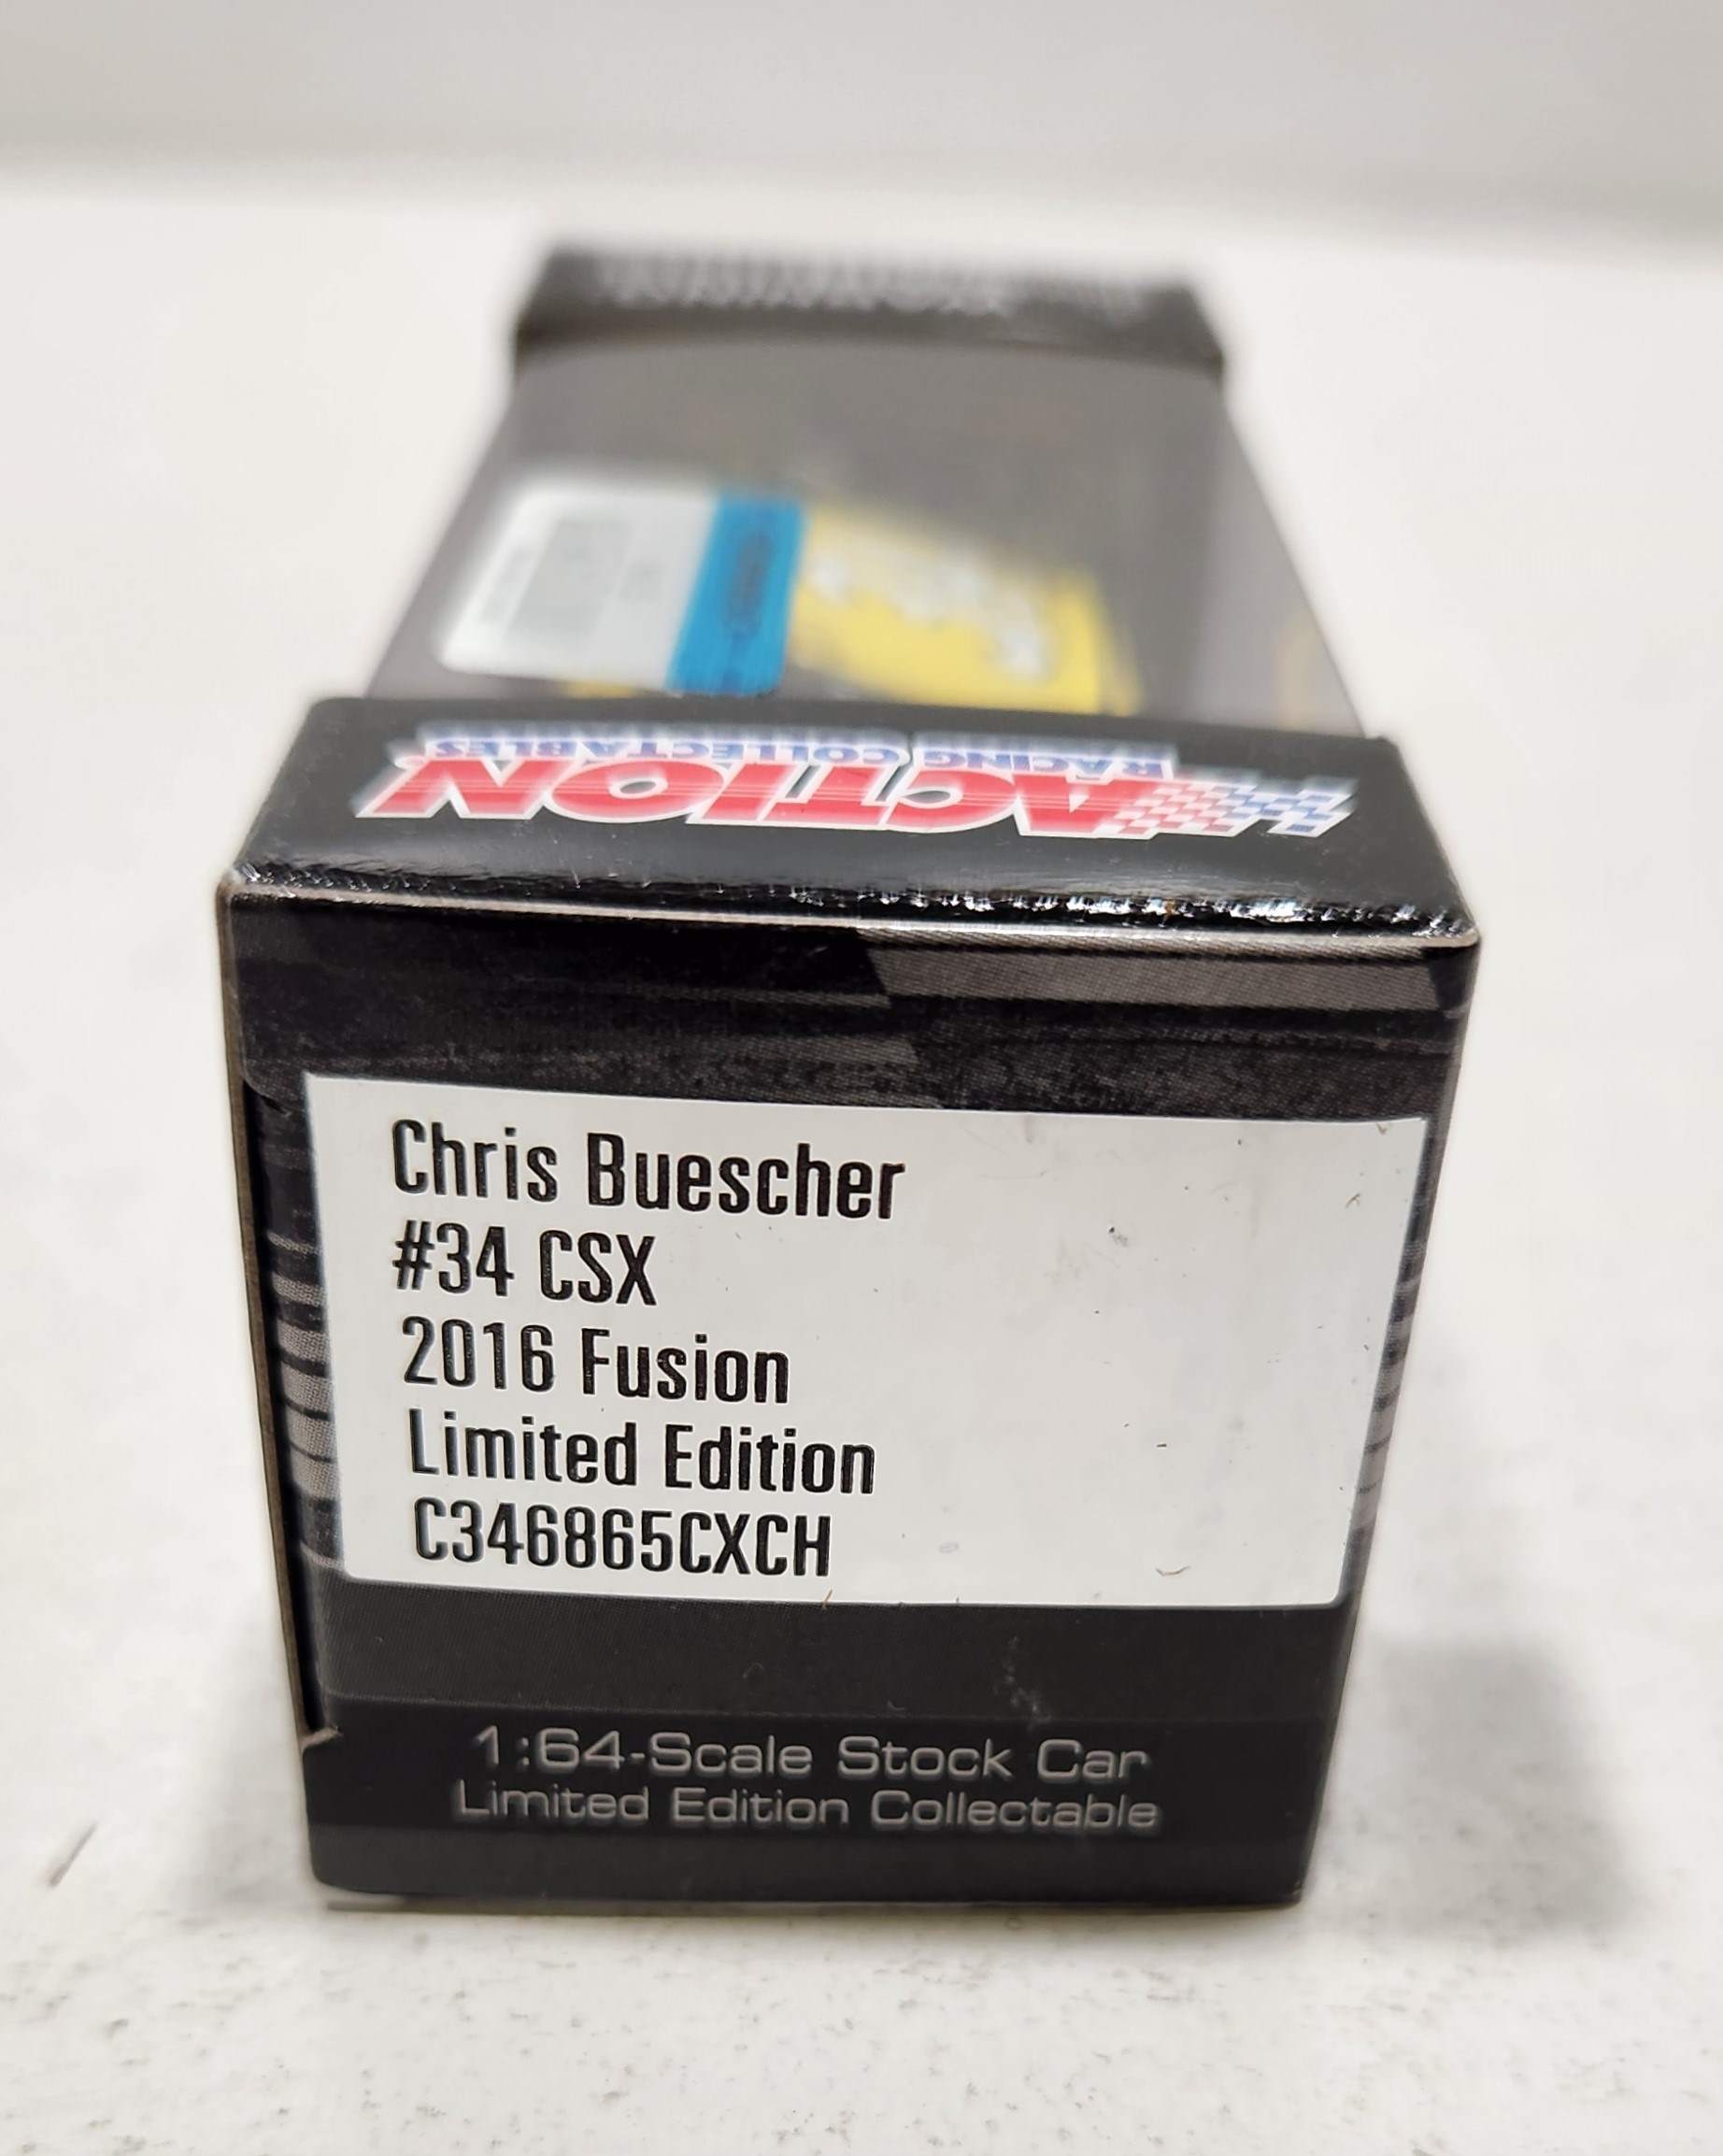 ACTION
RACING COLLECTABLES
Chris Buescher
#34 CSX
2016 Fusion
Limited Edition
C346865CXCH
1:64-Scale Stock Car
Limited Edition Collectable